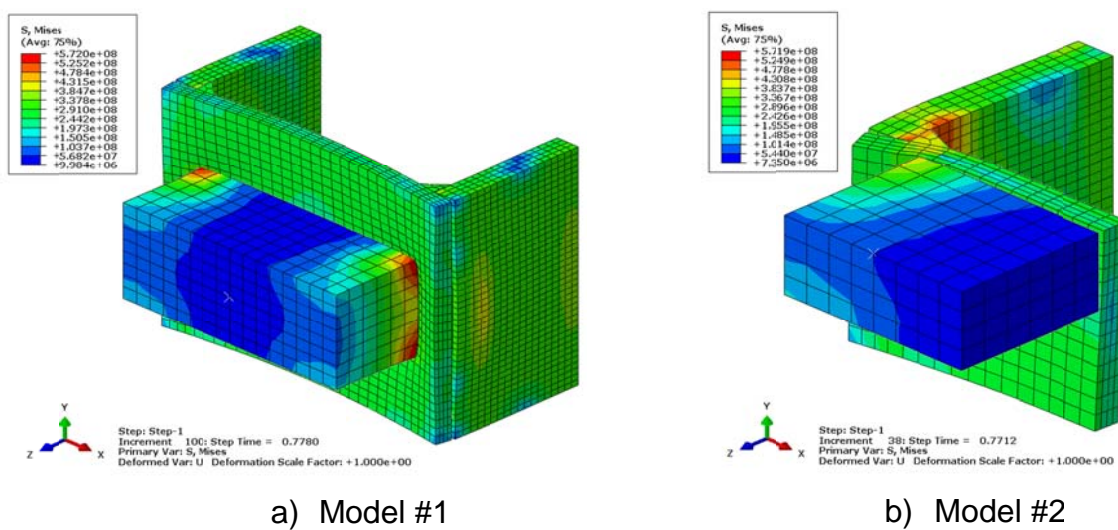 S, Mises
(Avg: 75%)
+5.720e+08
+5.252e+08
+4.784e+08
+4.315e+08
+3.847e+08
+3.378e+08
+2.910e+08
+2.442e+08
+1.973e+08
+1.505e+08
+1.037e+08
+5.682e+07
+9.984e+06
Y
Z
X
Step: Step-1
Increment 100: Step Time = 0.7780
Primary Var: S, Mises
Deformed Var: U Deformation Scale Factor: +1.000e+00
a) Model #1
S, Mises
(Avg: 75%)
+5.719e+08
+5.249e+08
+4.778e+08
+4.308e+08
+3.837e+08
+3.367e+08
+2.896e+08
+2.426e+08
+1.955e+08
+1.485e+08
+1.014e+08
+5.440e+07
+7.350e+06
Y
Z
X
Step: Step-1
Increment 38: Step Time = 0.7712
Primary Var: S, Mises
Deformed Var: U Deformation Scale Factor: +1.000e+00
b) Model #2